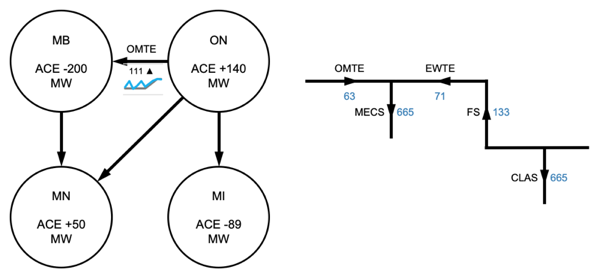 MB
ACE -200
MW
OMTE
111 ▲
ON
ACE +140
MW
MN
ACE +50
MW
MI
ACE -89
MW
OMTE
EWTE
63
71
MECS 665
FS 133
CLAS 665